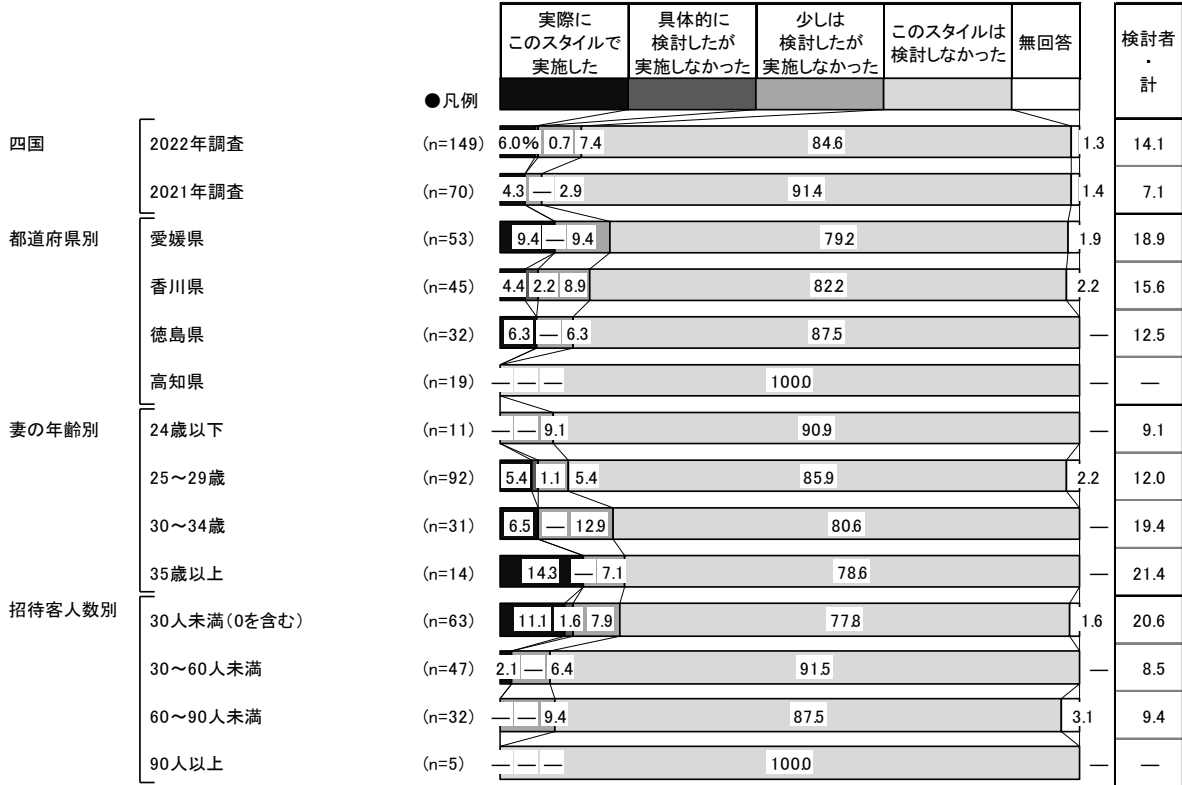 実際に
このスタイルで
実施した
具体的に
検討したが
実施しなかった
少しは
検討したが
実施しなかった
このスタイルは
検討しなかった
無回答
検討者
・
計
●凡例
四国 2022年調査 (n=149) 6.0% 0.7 7.4 84.6 1.3 14.1
2021年調査 (n=70) 4.3 — 2.9 91.4 1.4 7.1
都道府県別 愛媛県 (n=53) 9.4 — 9.4 79.2 1.9 18.9
香川県 (n=45) 4.4 2.2 8.9 82.2 2.2 15.6
徳島県 (n=32) 6.3 — 6.3 87.5 — 12.5
高知県 (n=19) — — — 100.0 — —
妻の年齢別 24歳以下 (n=11) — — 9.1 90.9 — 9.1
25~29歳 (n=92) 5.4 1.1 5.4 85.9 2.2 12.0
30~34歳 (n=31) 6.5 — 12.9 80.6 — 19.4
35歳以上 (n=14) 14.3 — 7.1 78.6 — 21.4
招待客人数別 30人未満(0を含む) (n=63) 11.1 1.6 7.9 77.8 1.6 20.6
30~60人未満 (n=47) 2.1 — 6.4 91.5 — 8.5
60~90人未満 (n=32) — — 9.4 87.5 3.1 9.4
90人以上 (n=5) — — — 100.0 — —